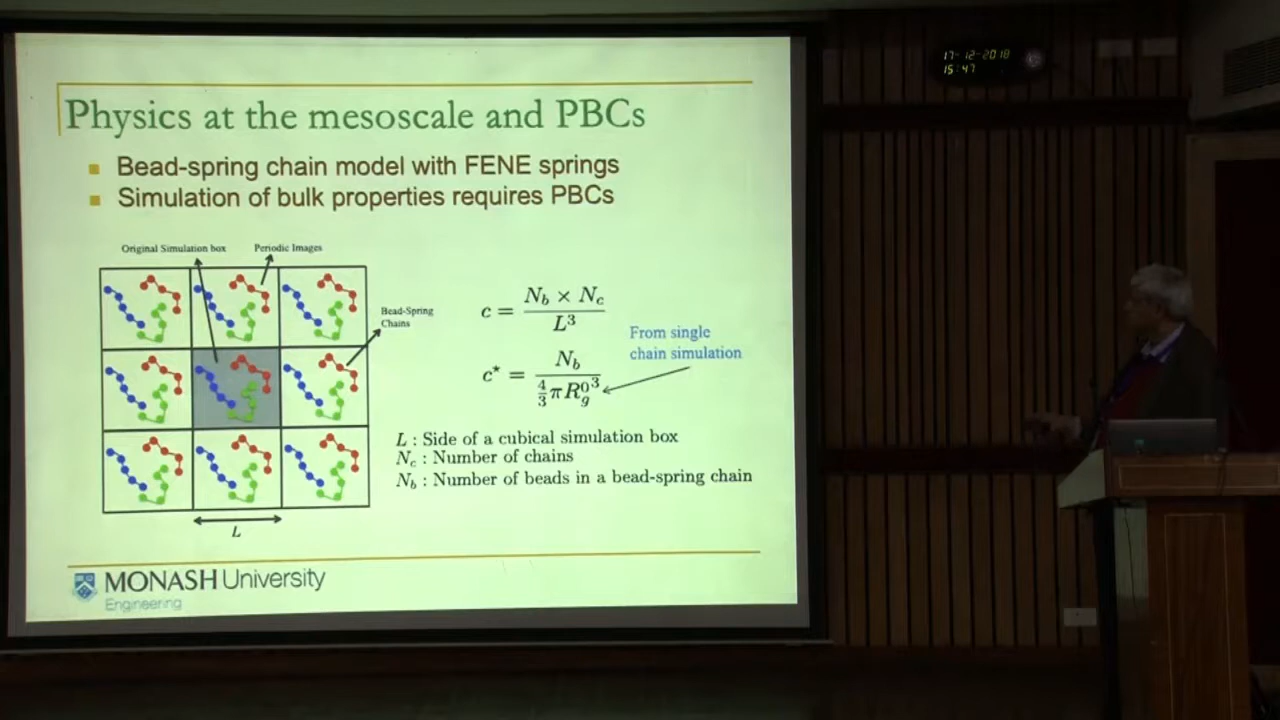 17-12-2018
15:47
Physics at the mesoscale and PBCs
Bead-spring chain model with FENE springs
Simulation of bulk properties requires PBCs
Original Simulation box
Periodic Images
Bead-Spring
Chains
c = N_b × N_c / L^3
From single
chain simulation
c* = N_b / (4/3 π R_g^0^3)
L : Side of a cubical simulation box
N_c : Number of chains
N_b : Number of beads in a bead-spring chain
L
MONASH University
Engineering